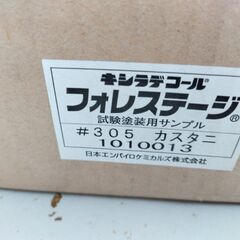 キシラデコール
フォレステージ®
試験塗装用サンプル
#305 カスタニ
1010013
日本エンバイロケミカルズ株式会社